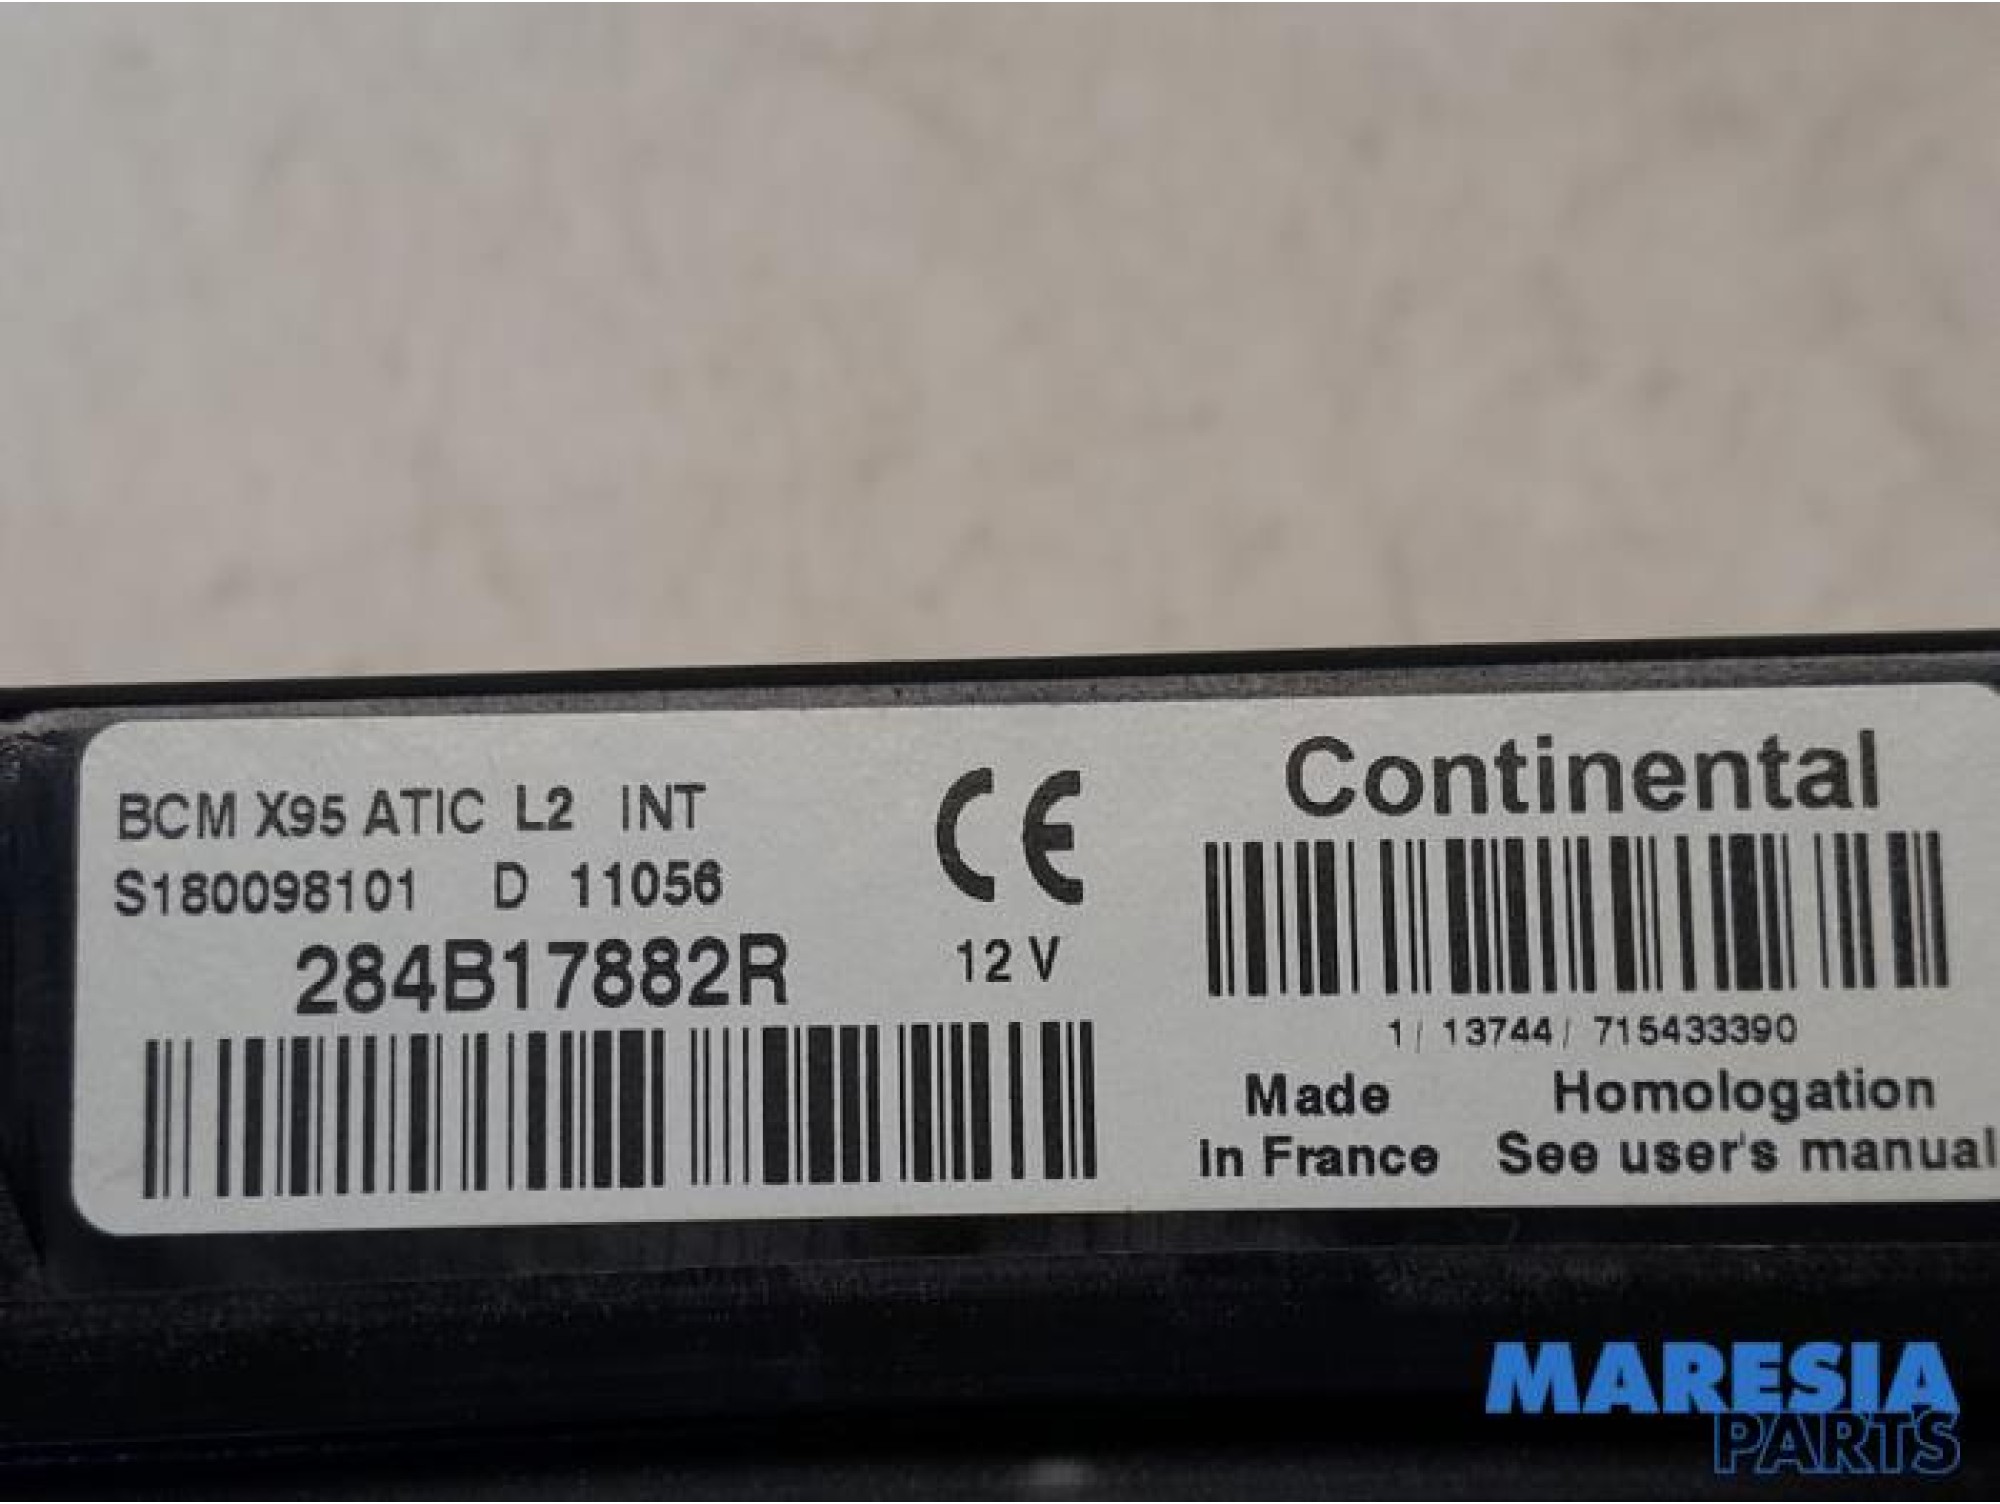 BCM X95 ATIC L2 INT
S180098101 D 11056
284B17882R
CE
12 V
Continental
1/ 13744/ 715433390
Made
in France
Homologation
See user's manual
MARESIA
PARTS